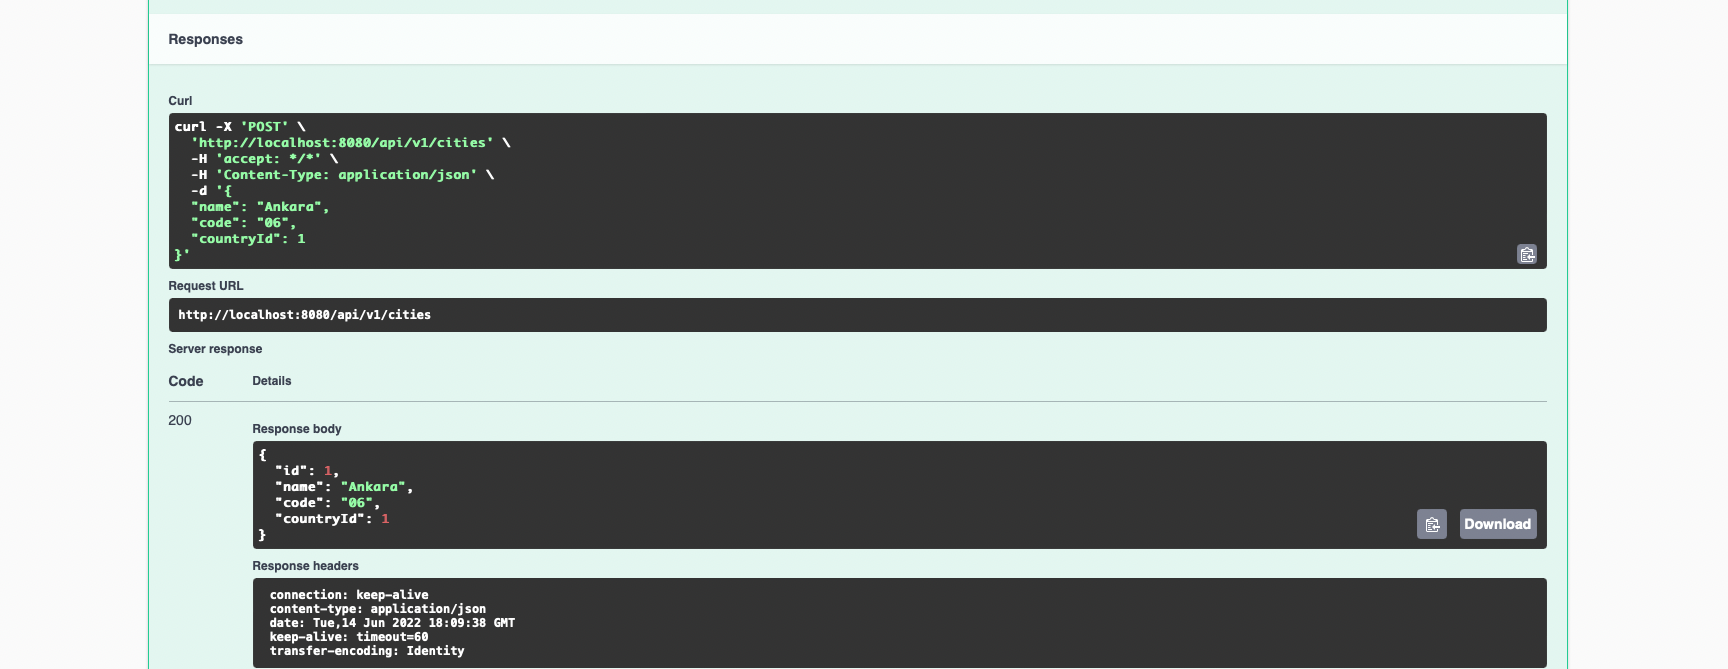 Responses
Curl
curl -X 'POST' \
  'http://localhost:8080/api/v1/cities' \
  -H 'accept: */*' \
  -H 'Content-Type: application/json' \
  -d '{
  "name": "Ankara",
  "code": "06",
  "countryId": 1
}'
Request URL
http://localhost:8080/api/v1/cities
Server response
Code Details
200
Response body
{
  "id": 1,
  "name": "Ankara",
  "code": "06",
  "countryId": 1
}
Download
Response headers
connection: keep-alive
content-type: application/json
date: Tue,14 Jun 2022 18:09:38 GMT
keep-alive: timeout=60
transfer-encoding: Identity